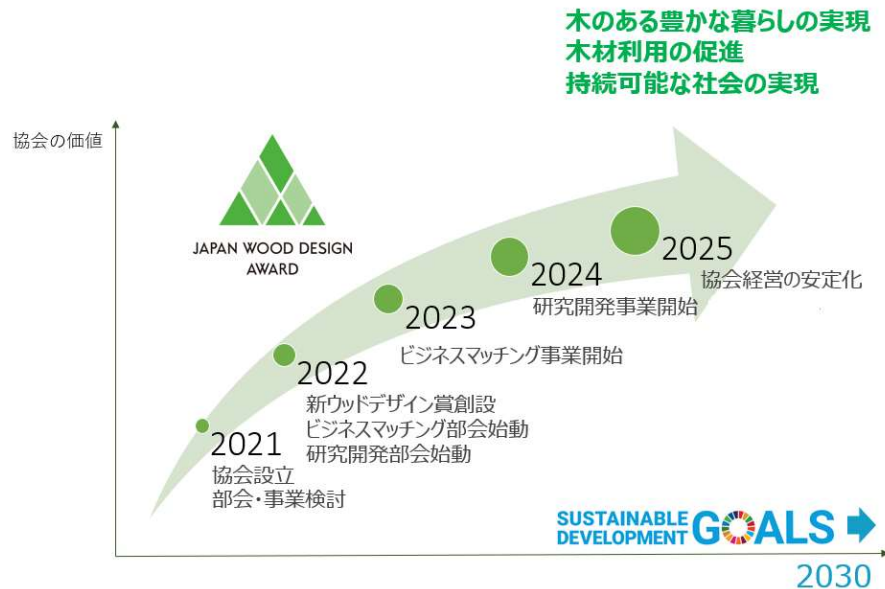 木のある豊かな暮らしの実現
木材利用の促進
持続可能な社会の実現
協会の価値
JAPAN WOOD DESIGN
AWARD
2025
協会経営の安定化
2024
研究開発事業開始
2023
ビジネスマッチング事業開始
2022
新ウッドデザイン賞創設
ビジネスマッチング部会始動
研究開発部会始動
2021
協会設立
部会・事業検討
SUSTAINABLE
DEVELOPMENT
GOALS
2030